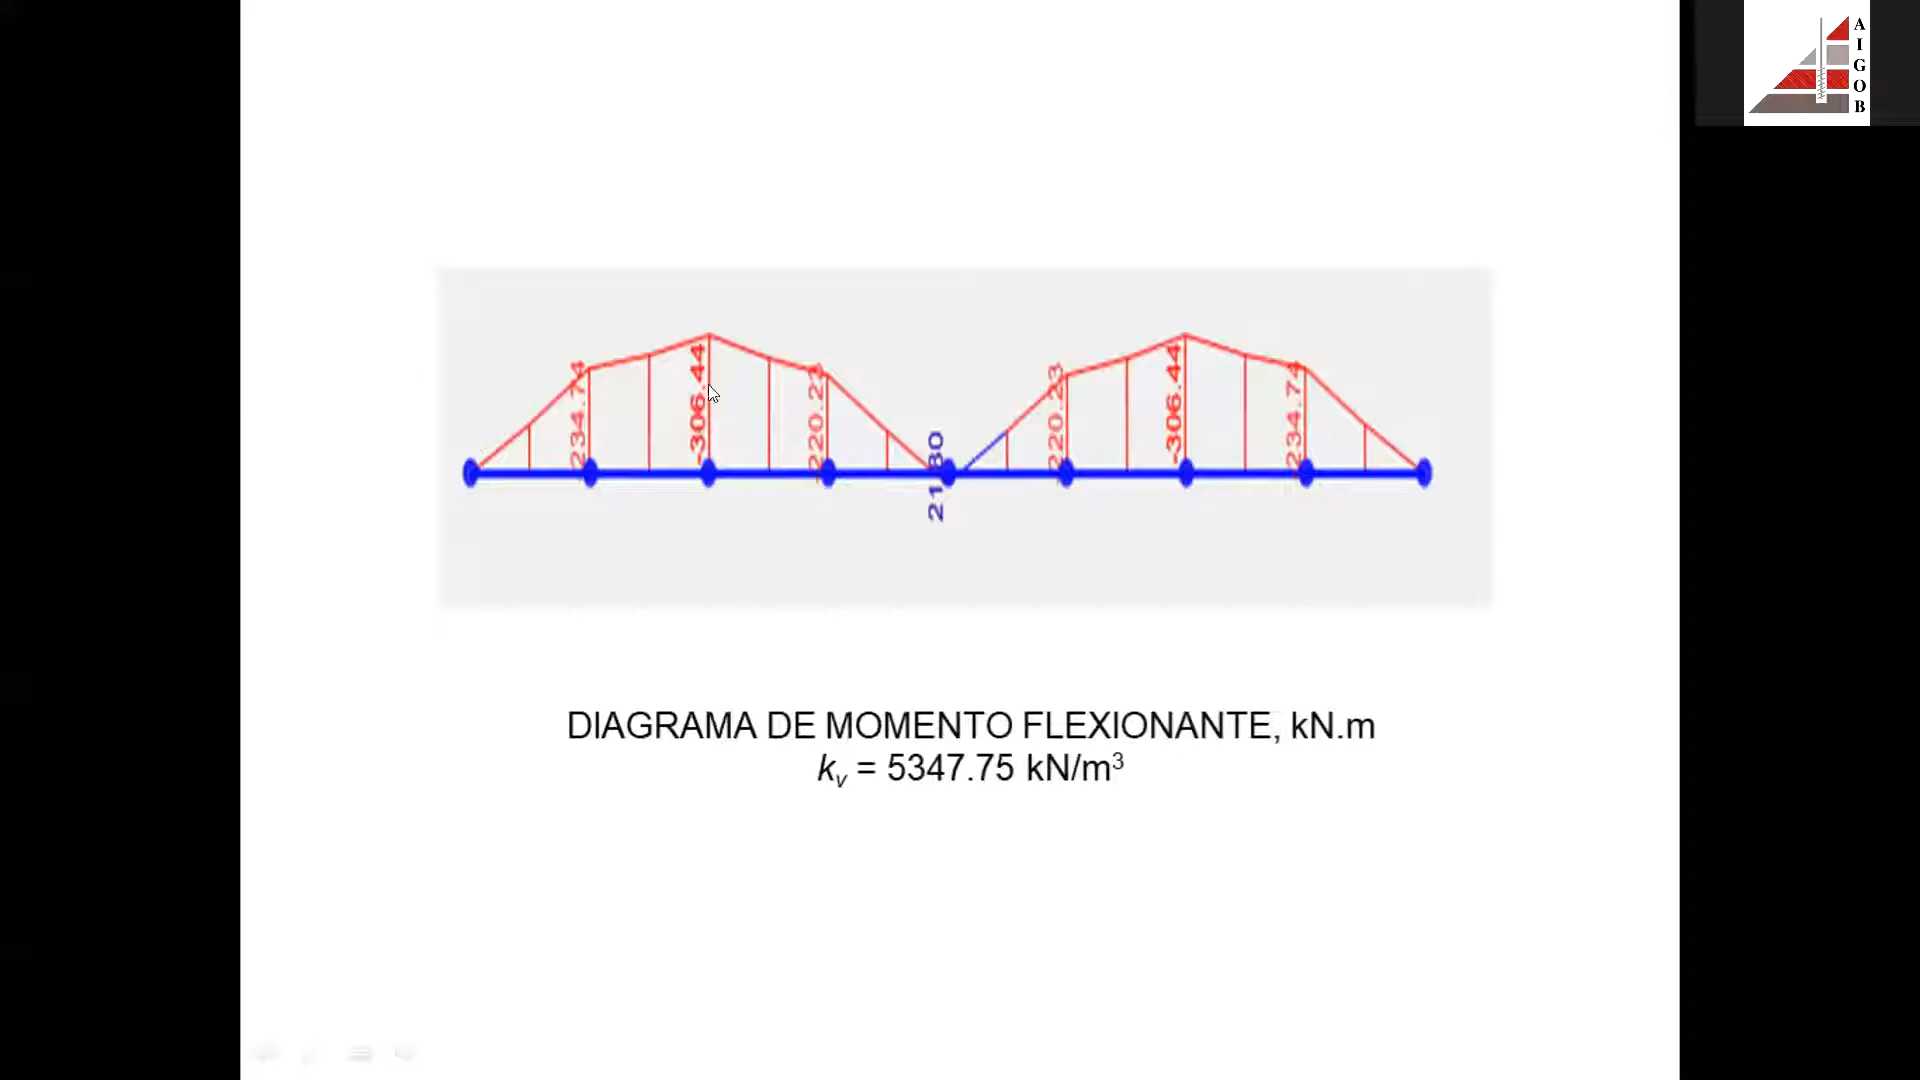 A
I
G
O
B
234.74
-306.44
220.23
21.80
220.23
-306.44
234.74
DIAGRAMA DE MOMENTO FLEXIONANTE, kN.m
kv = 5347.75 kN/m³